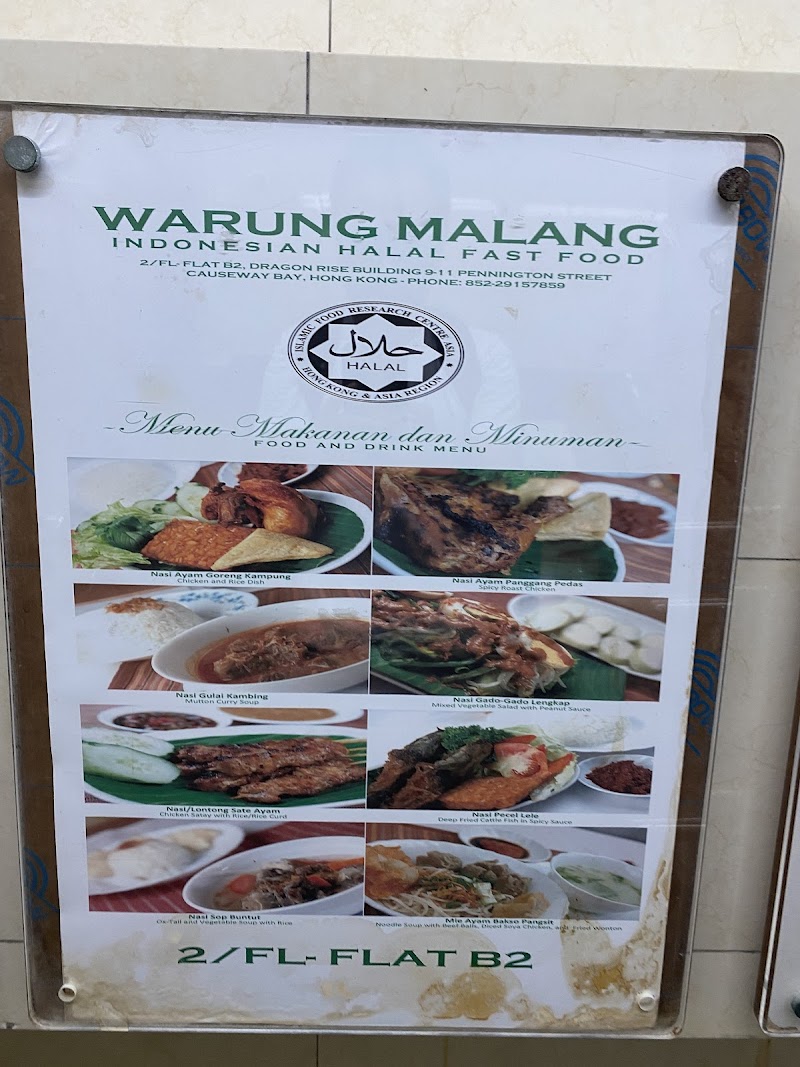 WARUNG MALANG
INDONESIAN HALAL FAST FOOD
2/FL- FLAT B2, DRAGON RISE BUILDING 9-11 PENNINGTON STREET
CAUSEWAY BAY, HONG KONG - PHONE: 852-29157859
ISLAMIC FOOD RESEARCH CENTRE ASIA
حلال
HALAL
HONG KONG & ASIA REGION
-Menu Makanan dan Minuman-
FOOD AND DRINK MENU
Nasi Ayam Goreng Kampung
Chicken and Rice Dish
Nasi Ayam Panggang Pedas
Spicy Roast Chicken
Nasi Gulai Kambing
Mutton Curry Soup
Nasi Gado-Gado Lengkap
Mixed Vegetable Salad with Peanut Sauce
Nasi/Lontong Sate Ayam
Chicken Satay with Rice/Rice Curd
Nasi Pecel Lele
Deep Fried Cattle Fish in Spicy Sauce
Nasi Sop Buntut
Ox-Tail and Vegetable Soup with Rice
Mie Ayam Bakso Pangsit
Noodle Soup with Beef Balls, Diced Soya Chicken, and Fried Wonton
2/FL- FLAT B2